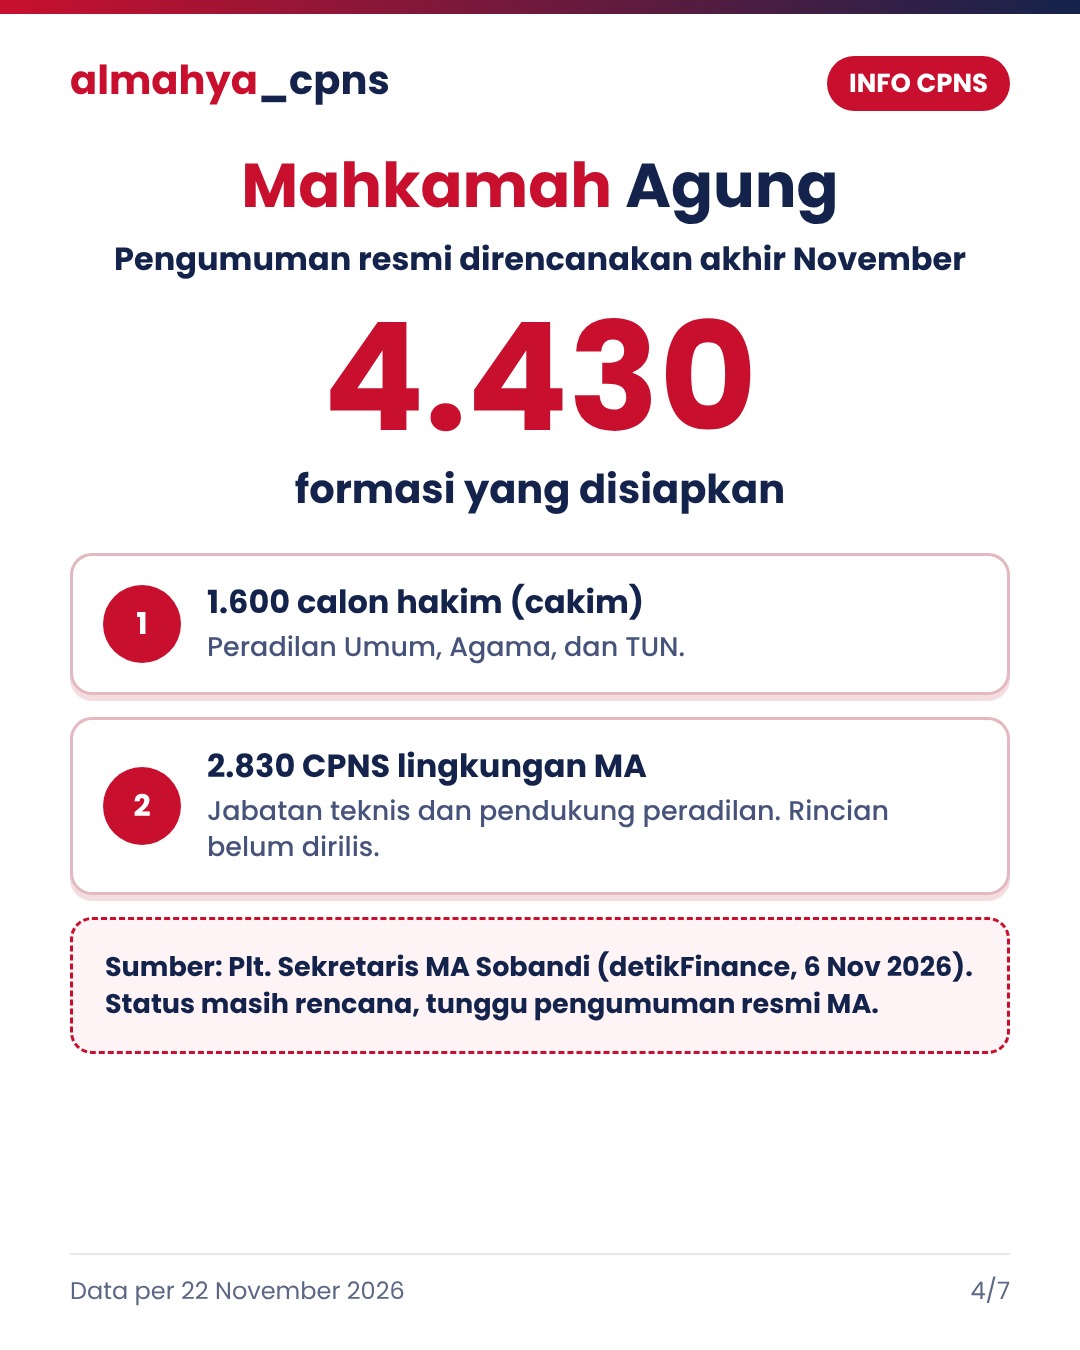 almahya_cpns
INFO CPNS
Mahkamah Agung
Pengumuman resmi direncanakan akhir November
4.430
formasi yang disiapkan
1
1.600 calon hakim (cakim)
Peradilan Umum, Agama, dan TUN.
2
2.830 CPNS lingkungan MA
Jabatan teknis dan pendukung peradilan. Rincian
belum dirilis.
Sumber: Plt. Sekretaris MA Sobandi (detikFinance, 6 Nov 2026).
Status masih rencana, tunggu pengumuman resmi MA.
Data per 22 November 2026
4/7